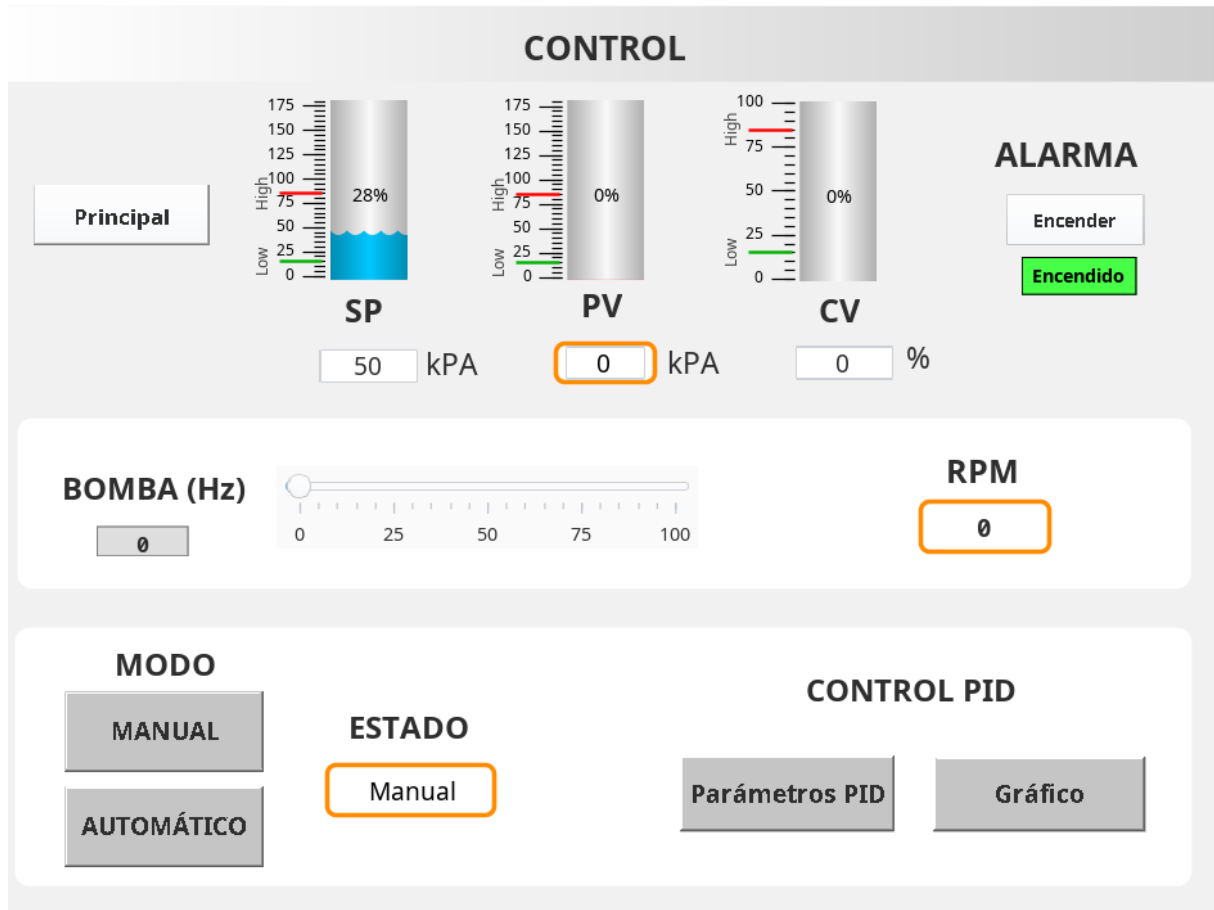 CONTROL
175
150
125
100
75
50
25
0
High
Low
28%
SP
50 kPA
175
150
125
100
75
50
25
0
High
Low
0%
PV
0 kPA
100
75
50
25
0
High
Low
0%
CV
0 %
Principal
ALARMA
Encender
Encendido
BOMBA (Hz)
0
0 25 50 75 100
RPM
0
MODO
MANUAL
AUTOMÁTICO
ESTADO
Manual
CONTROL PID
Parámetros PID
Gráfico